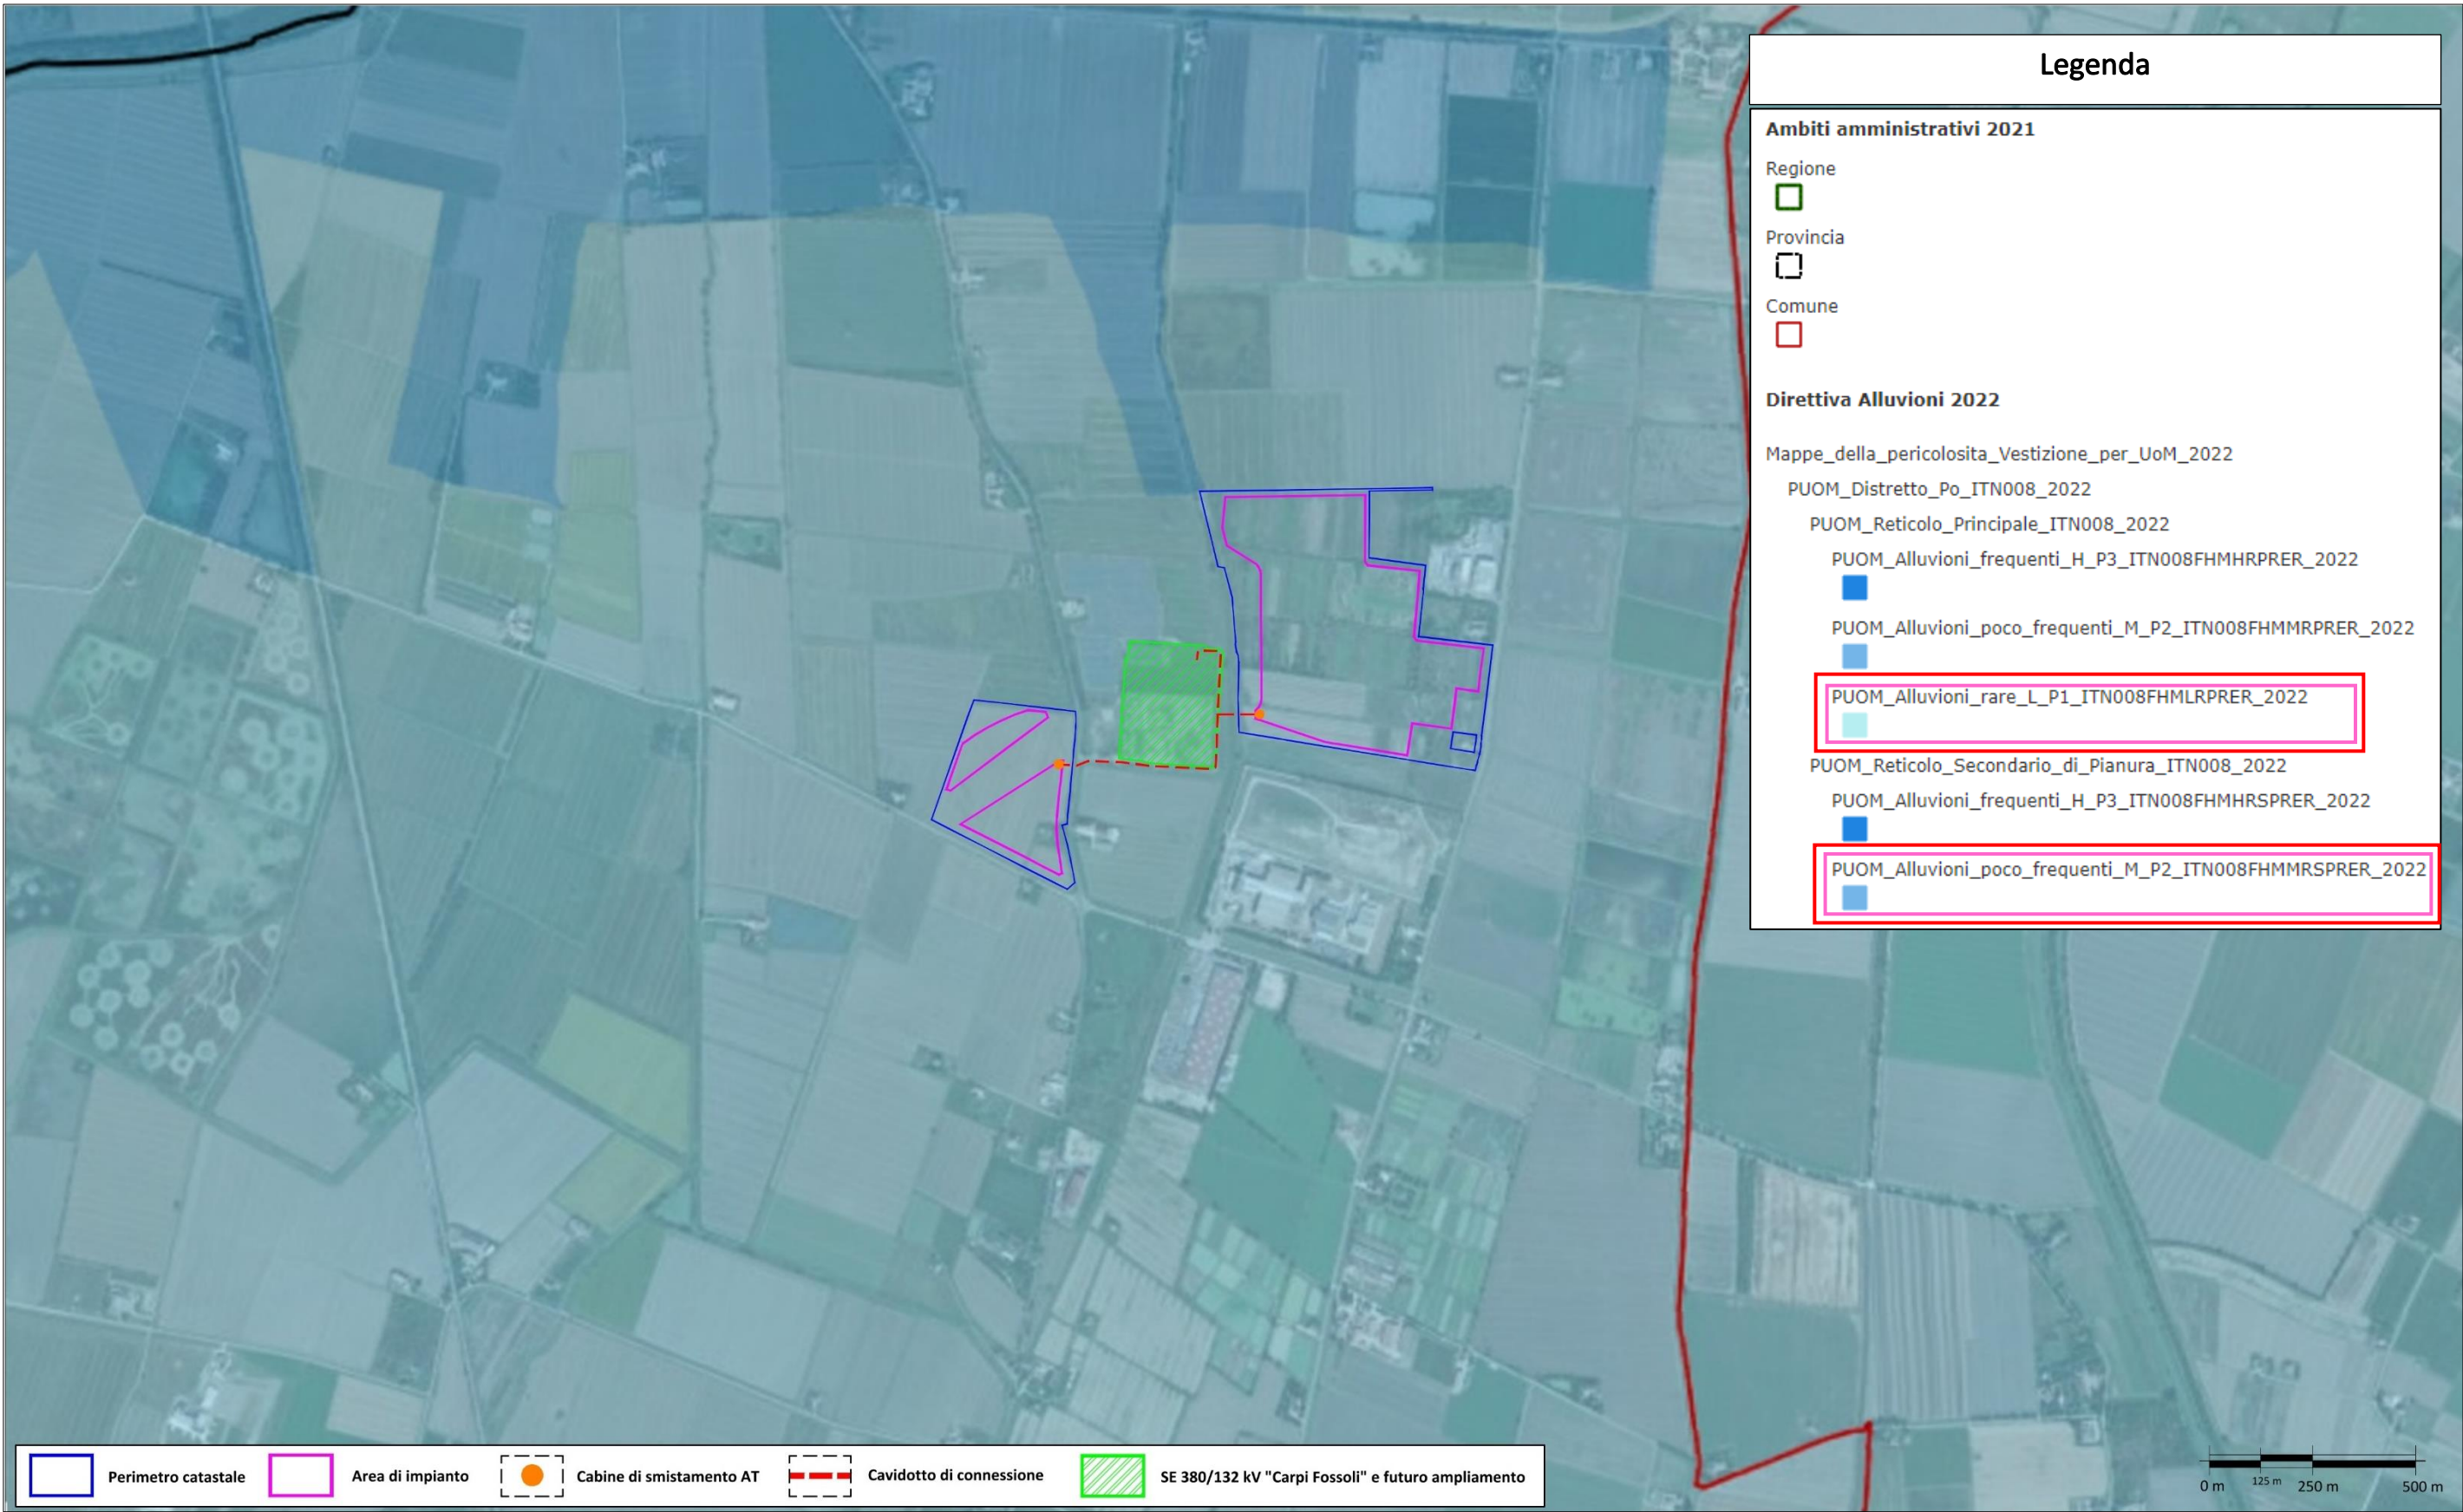 Legenda
Ambiti amministrativi 2021
Regione
Provincia
Comune
Direttiva Alluvioni 2022
Mappe_della_pericolosita_Vestizione_per_UoM_2022
PUOM_Distretto_Po_ITN008_2022
PUOM_Reticolo_Principale_ITN008_2022
PUOM_Alluvioni_frequenti_H_P3_ITN008FHMHRPRER_2022
PUOM_Alluvioni_poco_frequenti_M_P2_ITN008FHMMRPRER_2022
PUOM_Alluvioni_rare_L_P1_ITN008FHMLRPRER_2022
PUOM_Reticolo_Secondario_di_Pianura_ITN008_2022
PUOM_Alluvioni_frequenti_H_P3_ITN008FHMHRSPRER_2022
PUOM_Alluvioni_poco_frequenti_M_P2_ITN008FHMMRSPRER_2022
Perimetro catastale
Area di impianto
Cabine di smistamento AT
Cavidotto di connessione
SE 380/132 kV "Carpi Fossoli" e futuro ampliamento
0 m 125 m 250 m 500 m